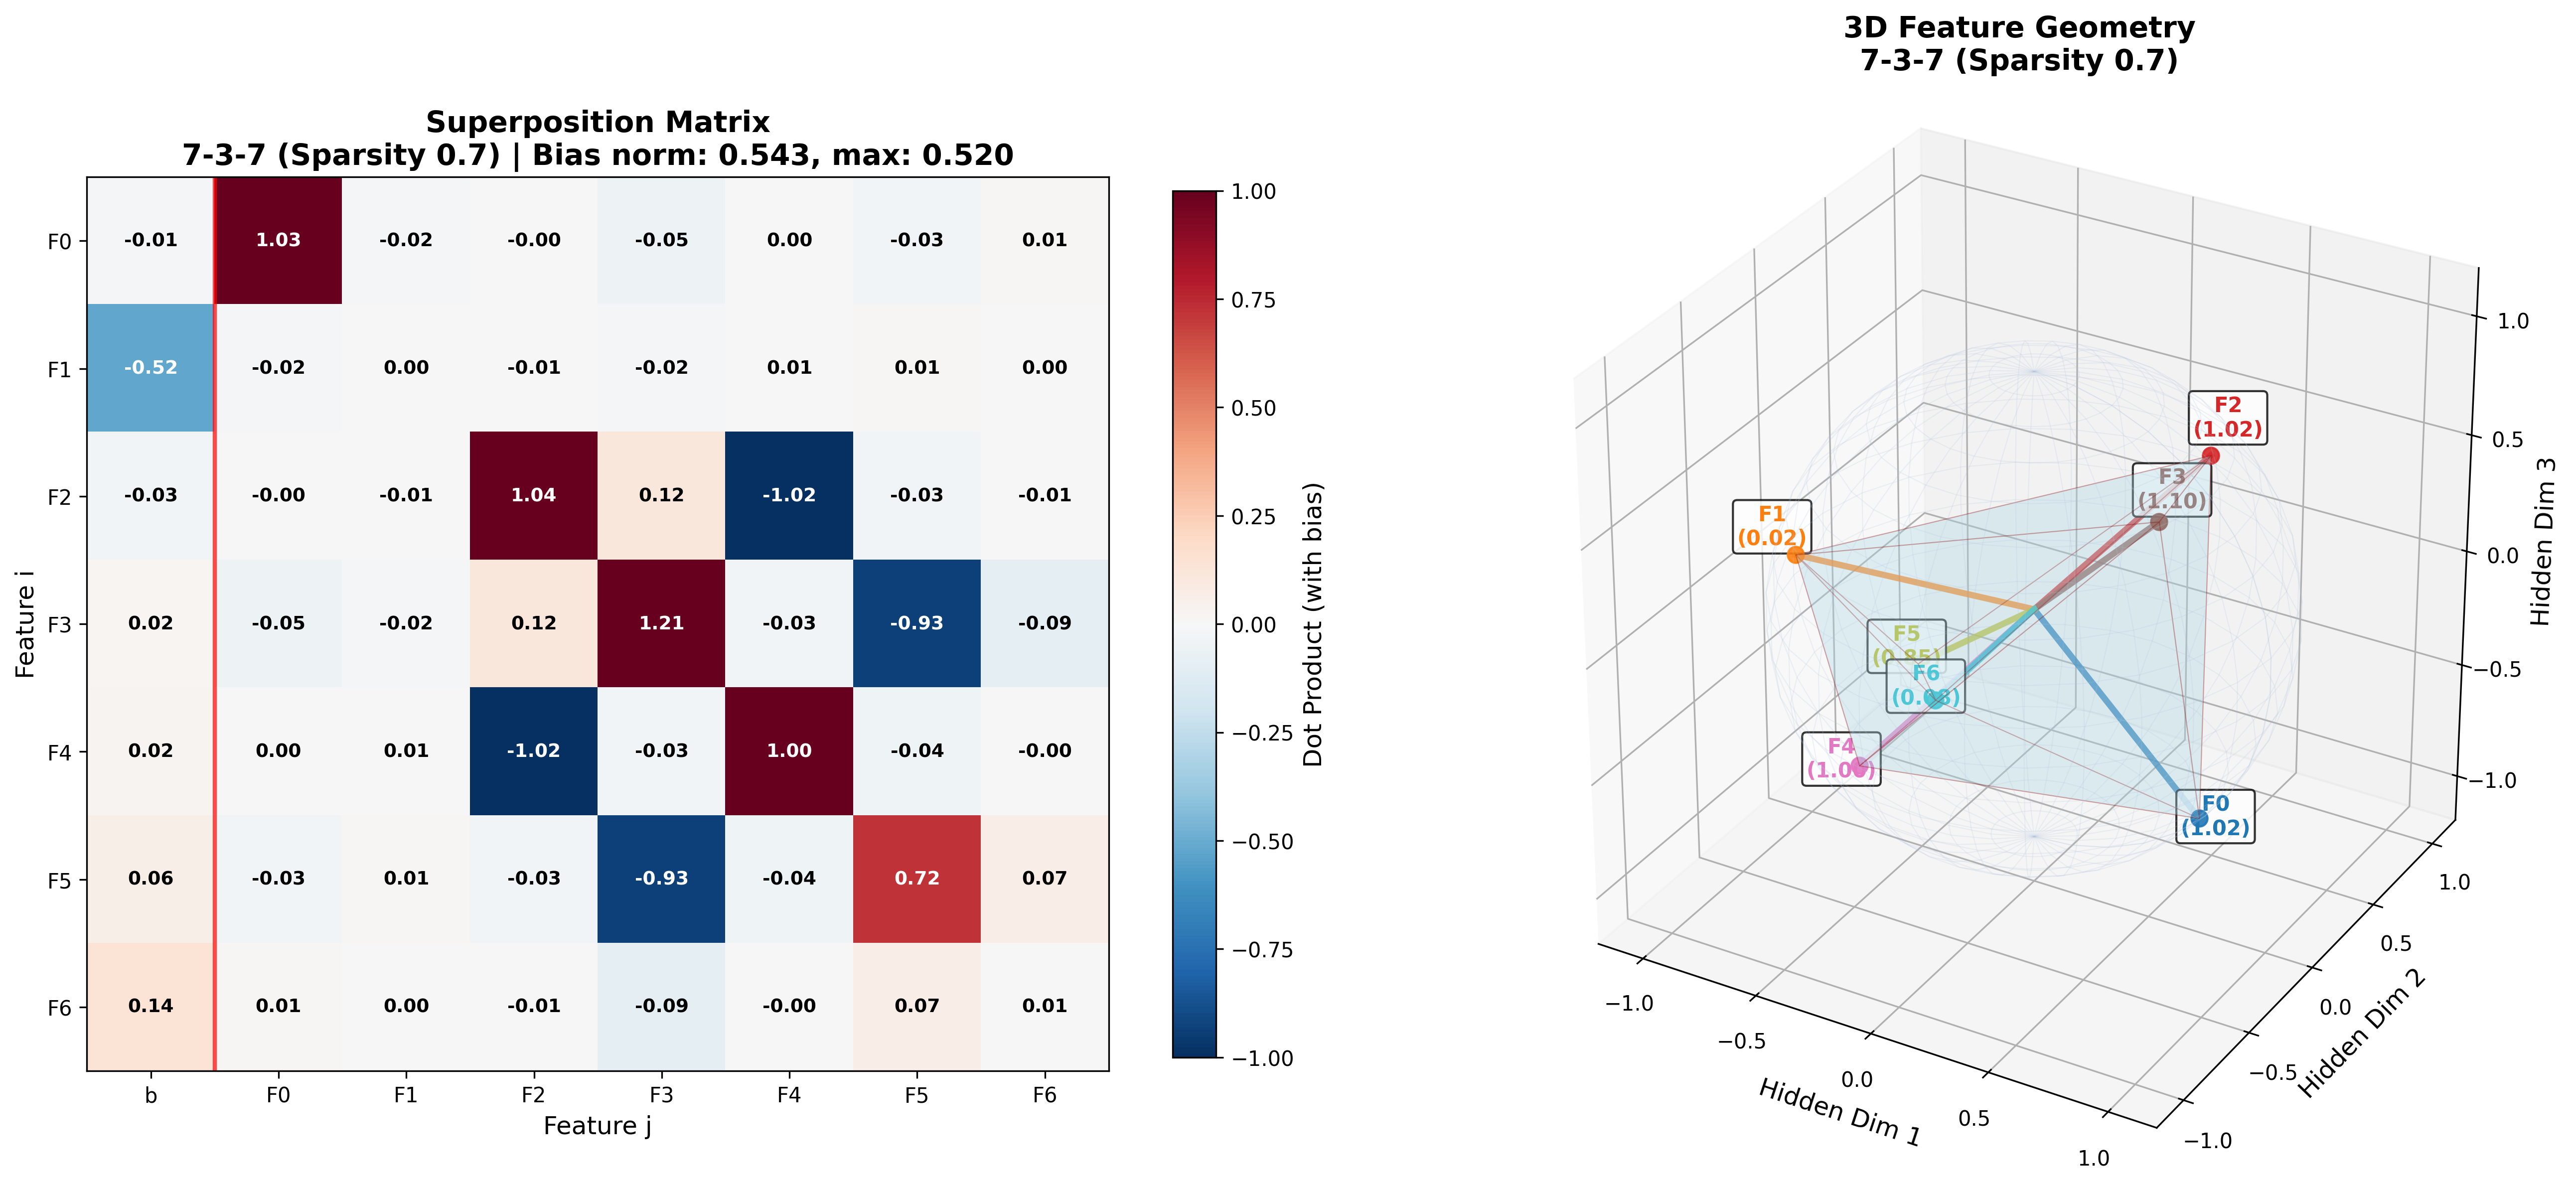 Superposition Matrix
7-3-7 (Sparsity 0.7) | Bias norm: 0.543, max: 0.520
Feature i
F0 -0.01 1.03 -0.02 -0.00 -0.05 0.00 -0.03 0.01
F1 -0.52 -0.02 0.00 -0.01 -0.02 0.01 0.01 0.00
F2 -0.03 -0.00 -0.01 1.04 0.12 -1.02 -0.03 -0.01
F3 0.02 -0.05 -0.02 0.12 1.21 -0.03 -0.93 -0.09
F4 0.02 0.00 0.01 -1.02 -0.03 1.00 -0.04 -0.00
F5 0.06 -0.03 0.01 -0.03 -0.93 -0.04 0.72 0.07
F6 0.14 0.01 0.00 -0.01 -0.09 -0.00 0.07 0.01
b F0 F1 F2 F3 F4 F5 F6
Feature j
1.00
0.75
0.50
0.25
0.00
−0.25
−0.50
−0.75
−1.00
Dot Product (with bias)
3D Feature Geometry
7-3-7 (Sparsity 0.7)
F2
(1.02)
F3
(1.10)
F1
(0.02)
F5
F6
F4
F0
(1.02)
1.0
0.5
0.0
−0.5
−1.0
Hidden Dim 3
1.0
0.5
0.0
−0.5
−1.0
Hidden Dim 2
−1.0
−0.5
0.0
0.5
1.0
Hidden Dim 1